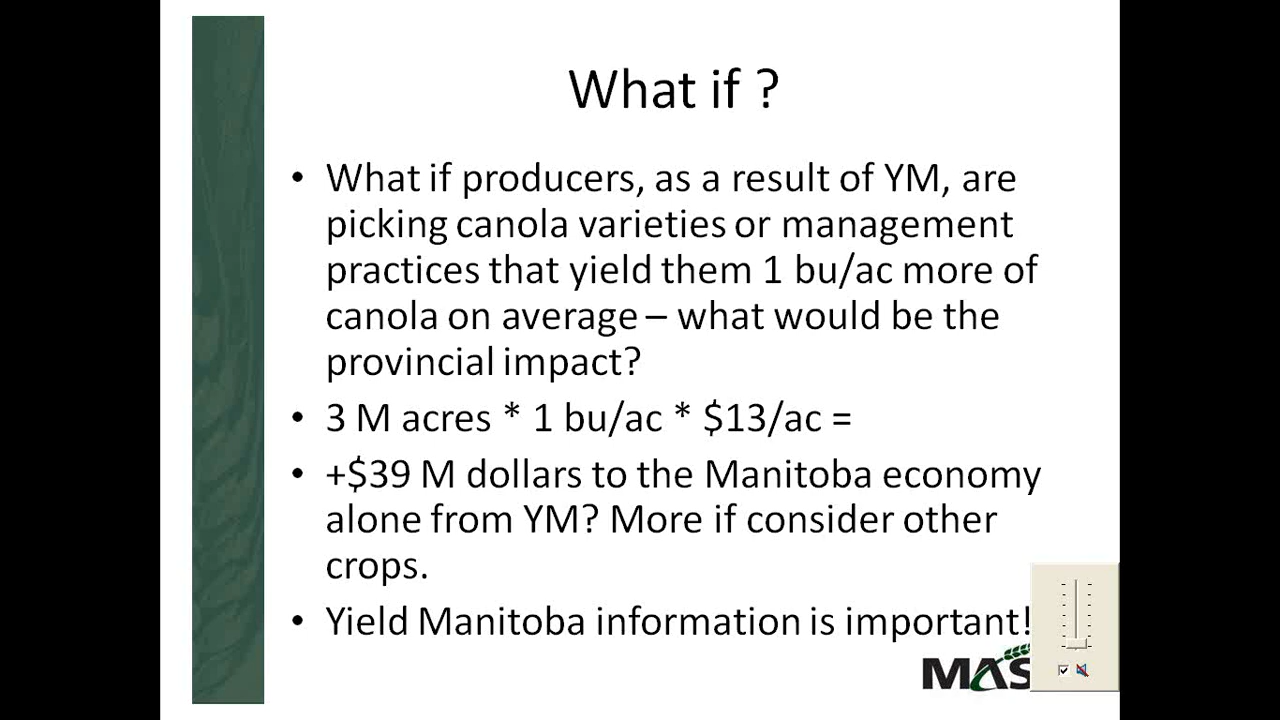 What if ?
• What if producers, as a result of YM, are
picking canola varieties or management
practices that yield them 1 bu/ac more of
canola on average – what would be the
provincial impact?
• 3 M acres * 1 bu/ac * $13/ac =
• +$39 M dollars to the Manitoba economy
alone from YM? More if consider other
crops.
• Yield Manitoba information is important!
MAS